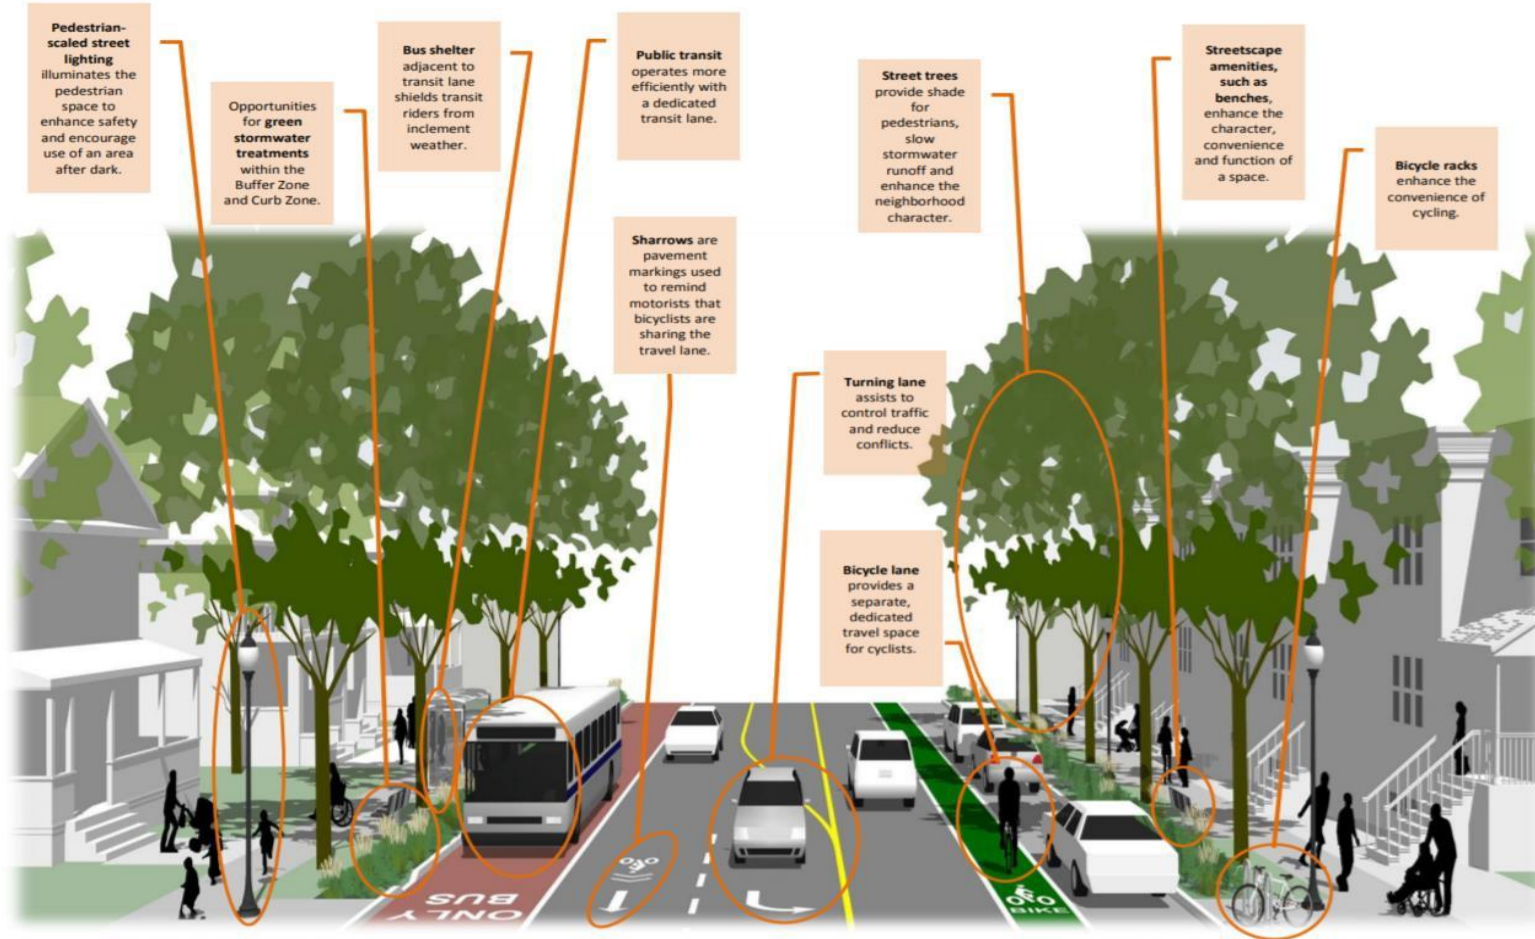 Pedestrian-
scaled street
lighting
illuminates the
pedestrian
space to
enhance safety
and encourage
use of an area
after dark.
Opportunities
for green
stormwater
treatments
within the
Buffer Zone
and Curb Zone.
Bus shelter
adjacent to
transit lane
shields transit
riders from
inclement
weather.
Public transit
operates more
efficiently with
a dedicated
transit lane.
Sharrows are
pavement
markings used
to remind
motorists that
bicyclists are
sharing the
travel lane.
Turning lane
assists to
control traffic
and reduce
conflicts.
Bicycle lane
provides a
separate,
dedicated
travel space
for cyclists.
Street trees
provide shade
for
pedestrians,
slow
stormwater
runoff and
enhance the
neighborhood
character.
Streetscape
amenities,
such as
benches,
enhance the
character,
convenience
and function of
a space.
Bicycle racks
enhance the
convenience of
cycling.
BUS
ONLY
BIKE